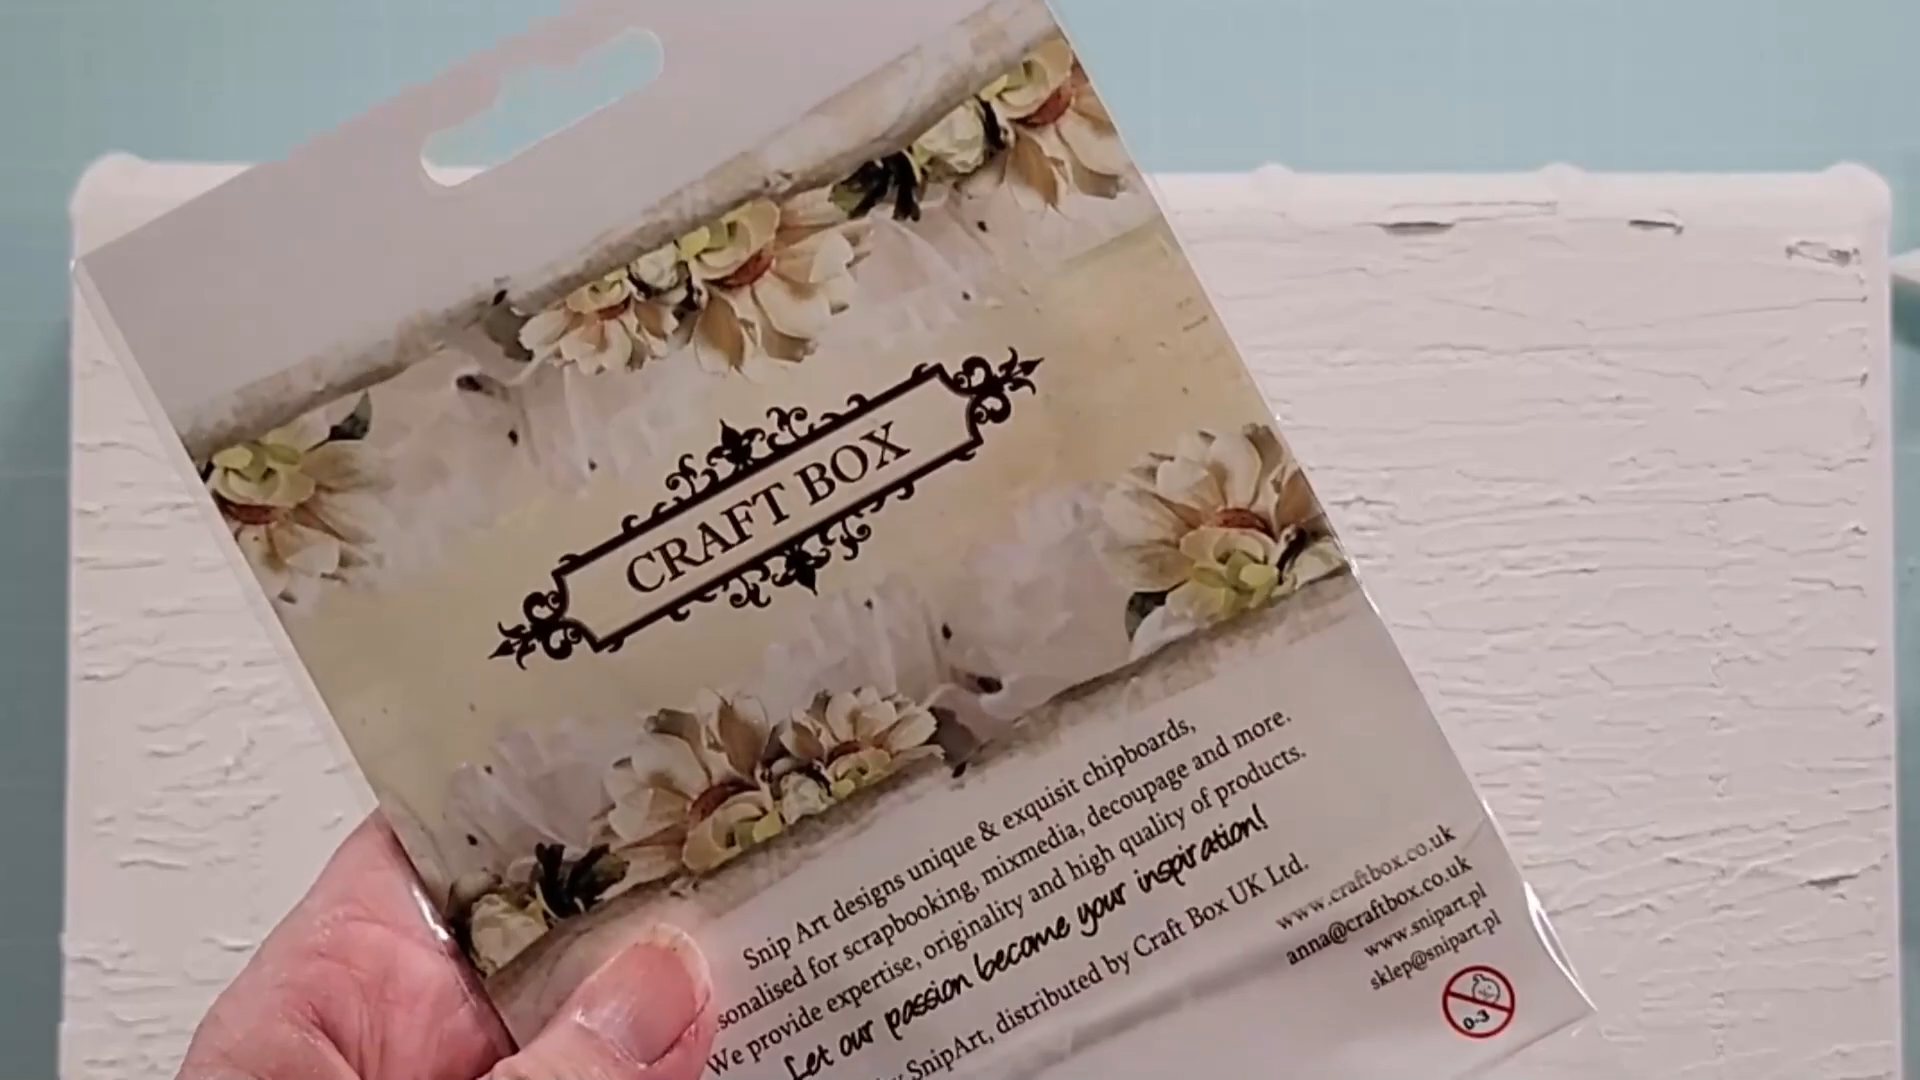 CRAFT BOX
Snip Art designs unique & exquisit chipboards,
for scrapbooking, mixmedia, decoupage and more.
We provide expertise, originality and high quality of products.
Let our passion become your inspiration!
SnipArt, distributed by Craft Box UK Ltd.
www.craftbox.co.uk
anna@craftbox.co.uk
www.snipart.pl
sklep@snipart.pl
0-3